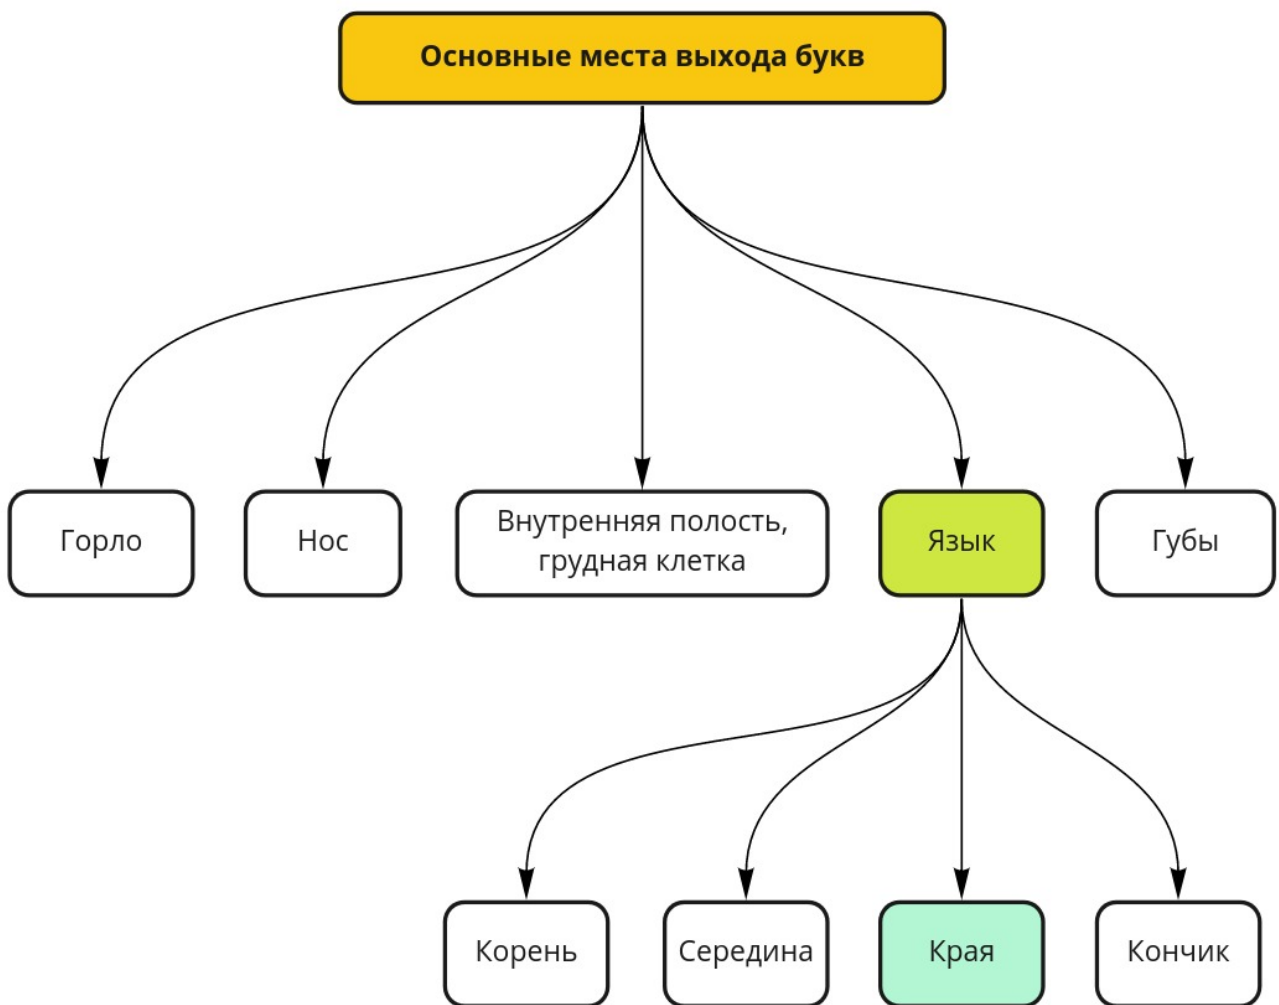 Основные места выхода букв
Горло
Нос
Внутренняя полость,
грудная клетка
Язык
Губы
Корень
Середина
Края
Кончик